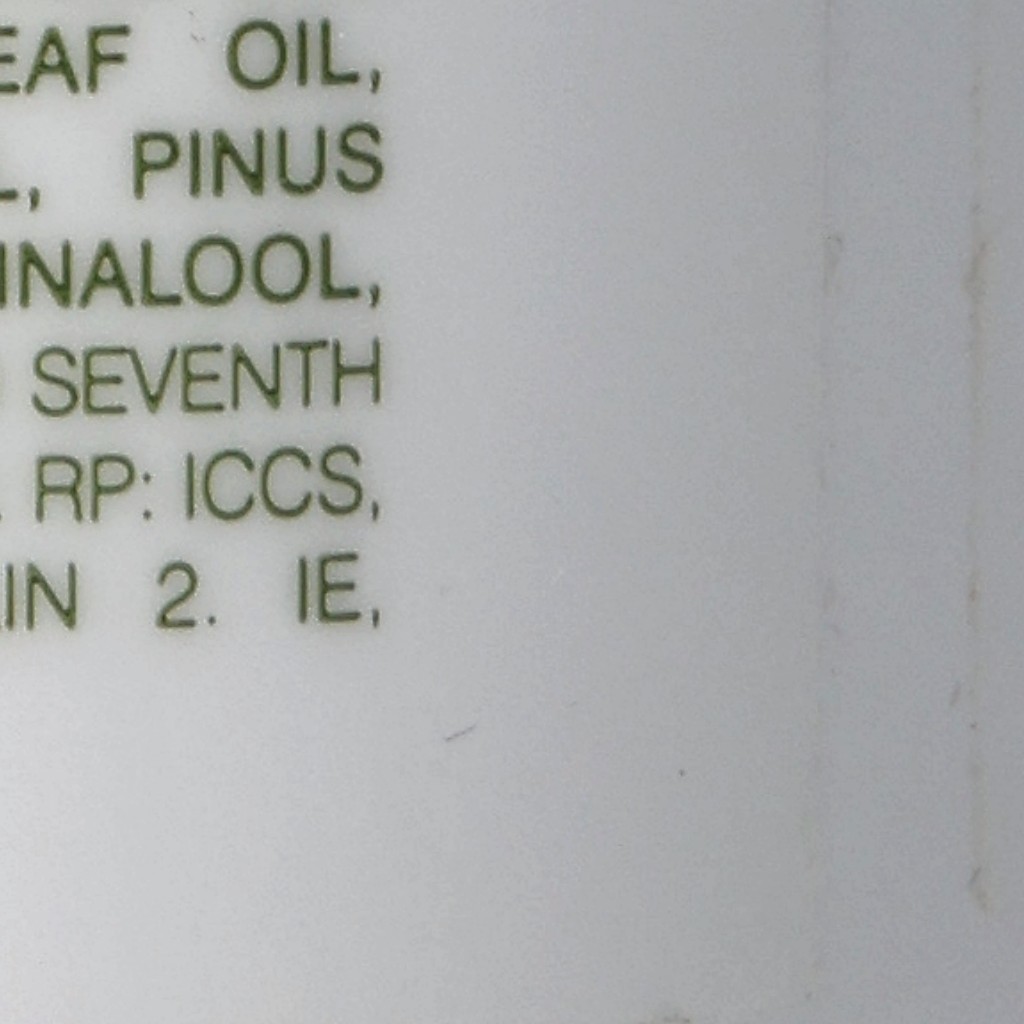 EAF OIL,
L, PINUS
INALOOL,
SEVENTH
RP: ICCS,
IN 2. IE,